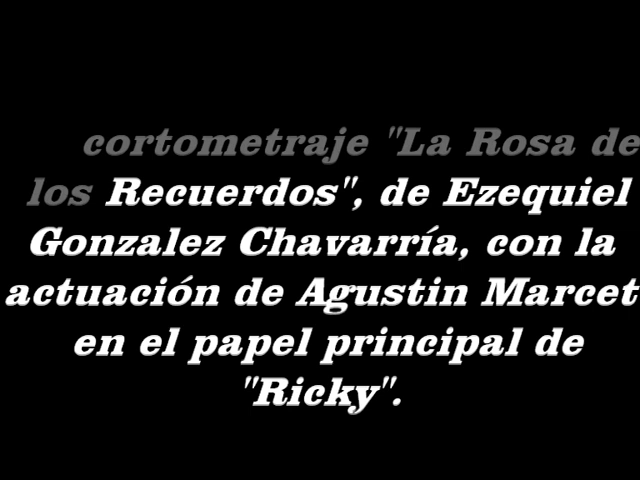 cortometraje "La Rosa de
los Recuerdos", de Ezequiel
Gonzalez Chavarría, con la
actuación de Agustin Marcet
en el papel principal de
"Ricky".